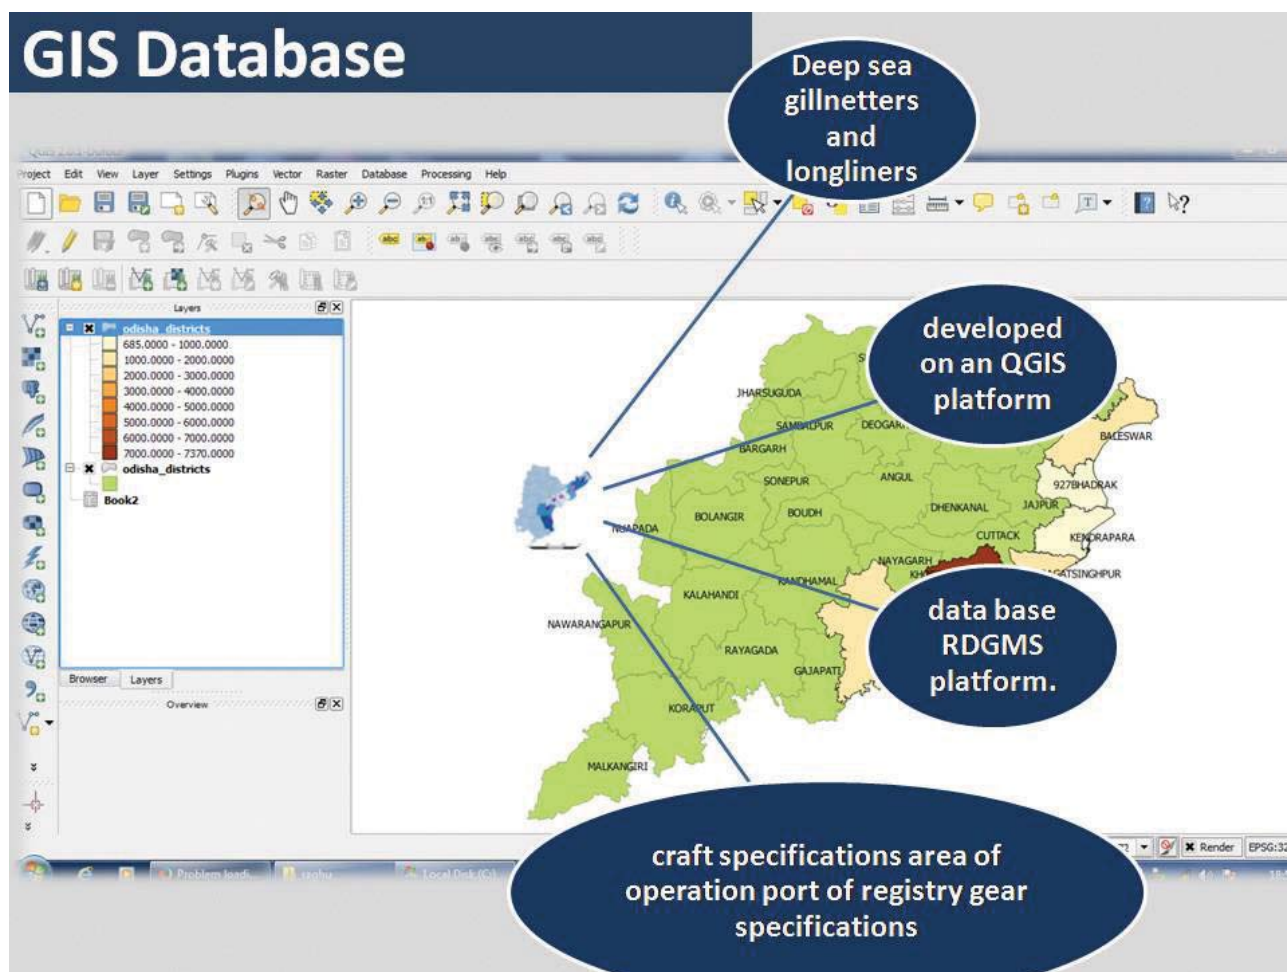 GIS Database
Deep sea
gillnetters
and
longliners
Project Edit View Layer Settings Plugins Vector Raster Database Processing Help
Layers
odisha_districts
685.0000 - 1000.0000
1000.0000 - 2000.0000
2000.0000 - 3000.0000
3000.0000 - 4000.0000
4000.0000 - 5000.0000
5000.0000 - 6000.0000
6000.0000 - 7000.0000
7000.0000 - 7370.0000
odisha_districts
Book2
Browser Layers
Overview
developed
on an QGIS
platform
JHARSUGUDA
SAMBALPUR
BARGARH
BALESWAR
SONEPUR
ANGUL
927BHADRAK
BOLANGIR
BOUDH
DHENKANAL
JAJPUR
NUAPADA
CUTTACK
KENDRAPARA
NAYAGARH
KANDHAMAL
KALAHANDI
NAWARANGAPUR
RAYAGADA
GAJAPATI
KORAPUT
MALKANGIRI
data base
RDGMS
platform.
craft specifications area of
operation port of registry gear
specifications
Render